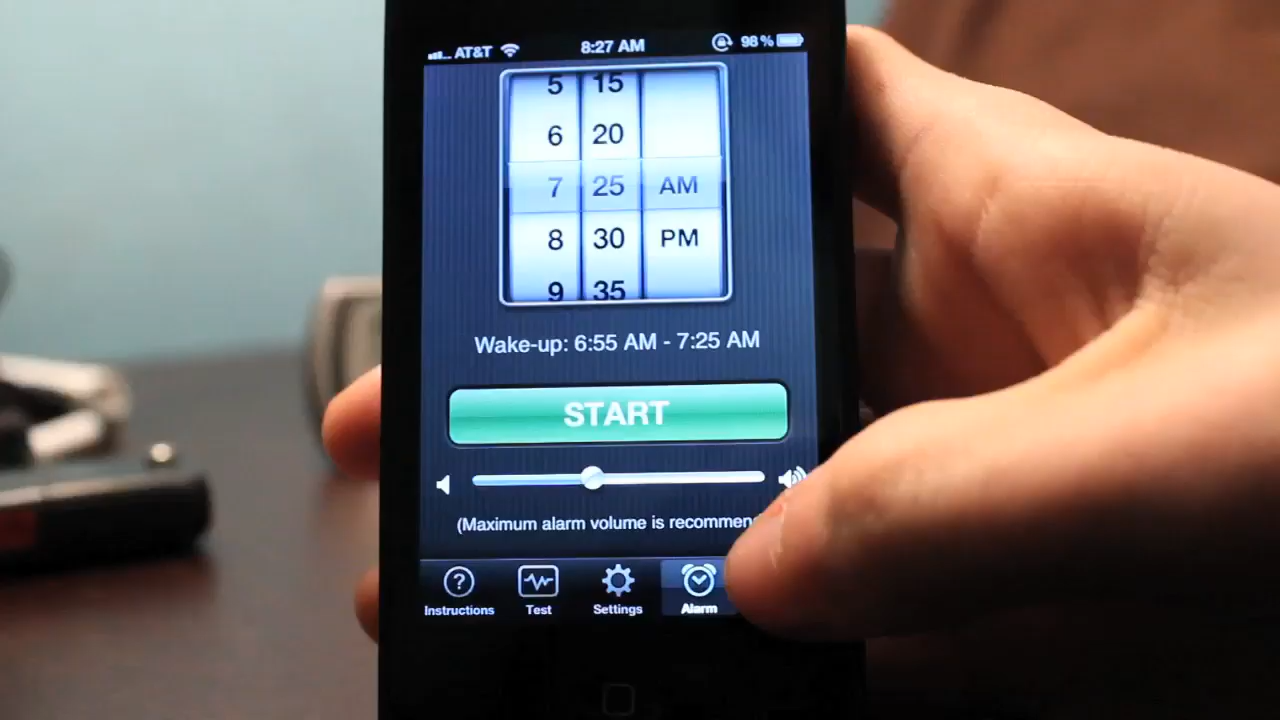 AT&T 8:27 AM 98%
5 15
6 20
7 25 AM
8 30 PM
9 35
Wake-up: 6:55 AM - 7:25 AM
START
(Maximum alarm volume is
Instructions Test Settings Alarm